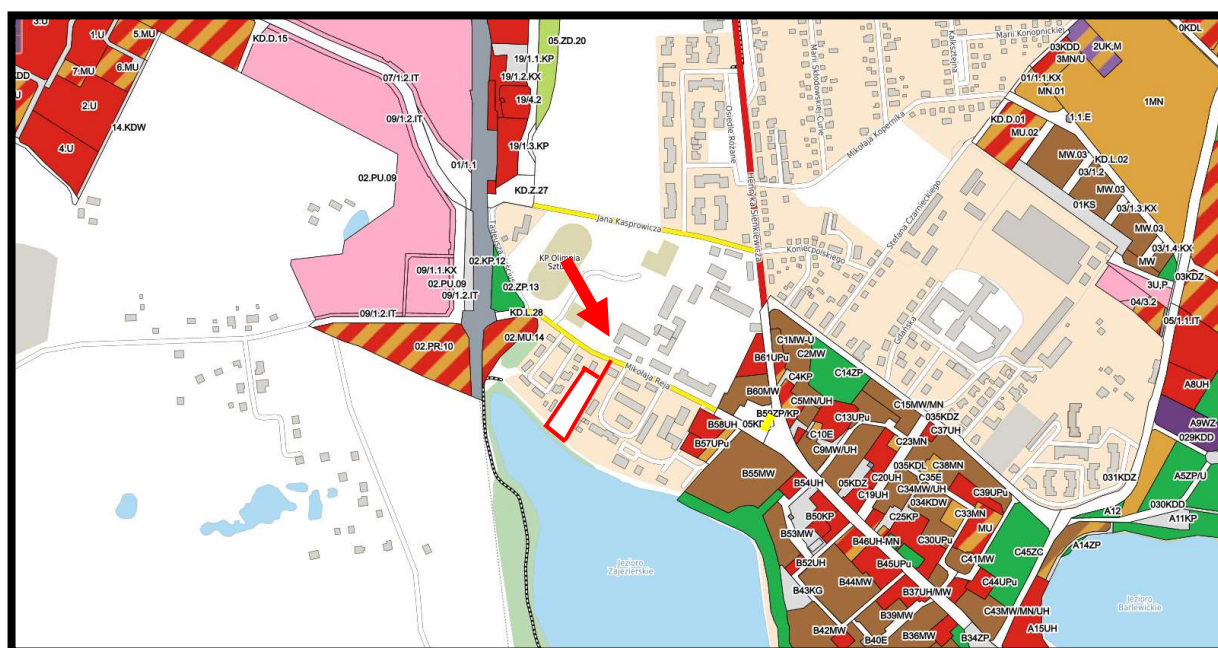 3.U
1.U
5.MU
KD.D.15
05.ZD.20
19/1.1.KP
19/1.2.KX
19/4.2
19/1.3.KP
07/1:2.IT
09/1:2.IT
7.MU
6.MU
2.U
14.KDW
4.U
01/1.1
02.PU.09
KD.Z.27
02.KP.12
09/1:1.KX
02.PU.09
09/1:2.IT
02.ZP.13
KD.L.28
09/1:2.IT
02.MU.14
02.PR.10
KP Olimpia
Jana Kasprowicza
Mikołaja Reja
Osiedle Różane
Henryka Sienkiewicza
Marii Skłodowskiej-Curie
Kalksztejna
Marii Konopnickiej
Mikołaja Kopernika
Stefana Czarnieckiego
Koniecpolskiego
Gdańska
0KDL
03KDD
2UK,M
3MN/U
01/1.1.KX
MN.01
1MN
1.1.E
KD.D.01
MU.02
MW.03
KD.L.02
03/1.2
MW.03
01KS
03/1.3.KX
MW.03
03/1.4.KX
MW
03KDZ
3U,P
04/3.2
05/1:1.IT
A8UH
A9WZ
029KDD
A5ZP/U
030KDD
A11KP
A12
A14ZP
031KDZ
C1MW-U
C2MW
B61UPu
C4KP
C14ZP
B60MW
C5MN/UH
B59ZP/KP
C13UPu
C15MW/MN
035KDZ
C37UH
B58UH
B57UPu
C10E
C9MW/UH
C23MN
035KDL
C38MN
B55MW
B54UH
05KDZ
C20UH
C35E
C34MW/UH
C19UH
034KDW
C39UPu
B50KP
C25KP
C33MN
MU
B53MW
B46UH-MN
C30UPu
C45ZC
B52UH
B45UPu
C41MW
B44MW
C44UPu
B43KG
B37UH/MW
C43MW/MN/UH
B39MW
B42MW
B40E
B36MW
B34ZP
A15UH
Jezioro
Zajezierskie
Jezioro
Barlewickie